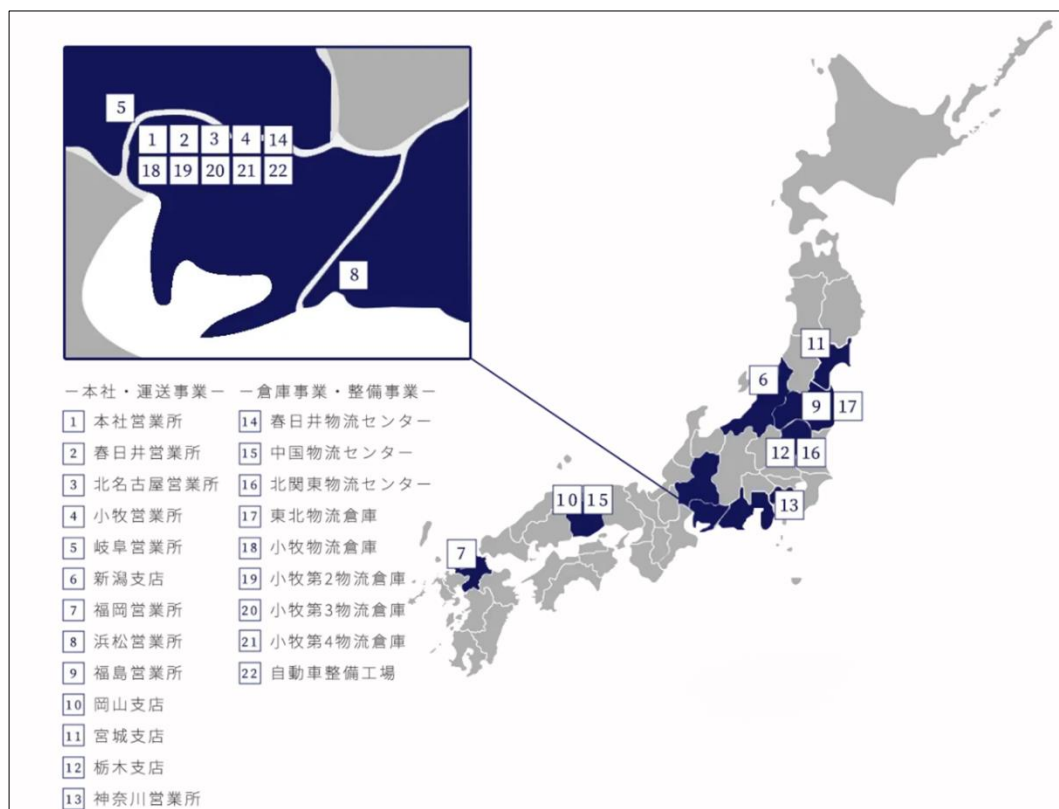 5
1 2 3 4 14
18 19 20 21 22
8
11
6
9 17
12 16
10 15
13
7
－本社・運送事業－
1 本社営業所
2 春日井営業所
3 北名古屋営業所
4 小牧営業所
5 岐阜営業所
6 新潟支店
7 福岡営業所
8 浜松営業所
9 福島営業所
10 岡山支店
11 宮城支店
12 栃木支店
13 神奈川営業所
－倉庫事業・整備事業－
14 春日井物流センター
15 中国物流センター
16 北関東物流センター
17 東北物流倉庫
18 小牧物流倉庫
19 小牧第2物流倉庫
20 小牧第3物流倉庫
21 小牧第4物流倉庫
22 自動車整備工場